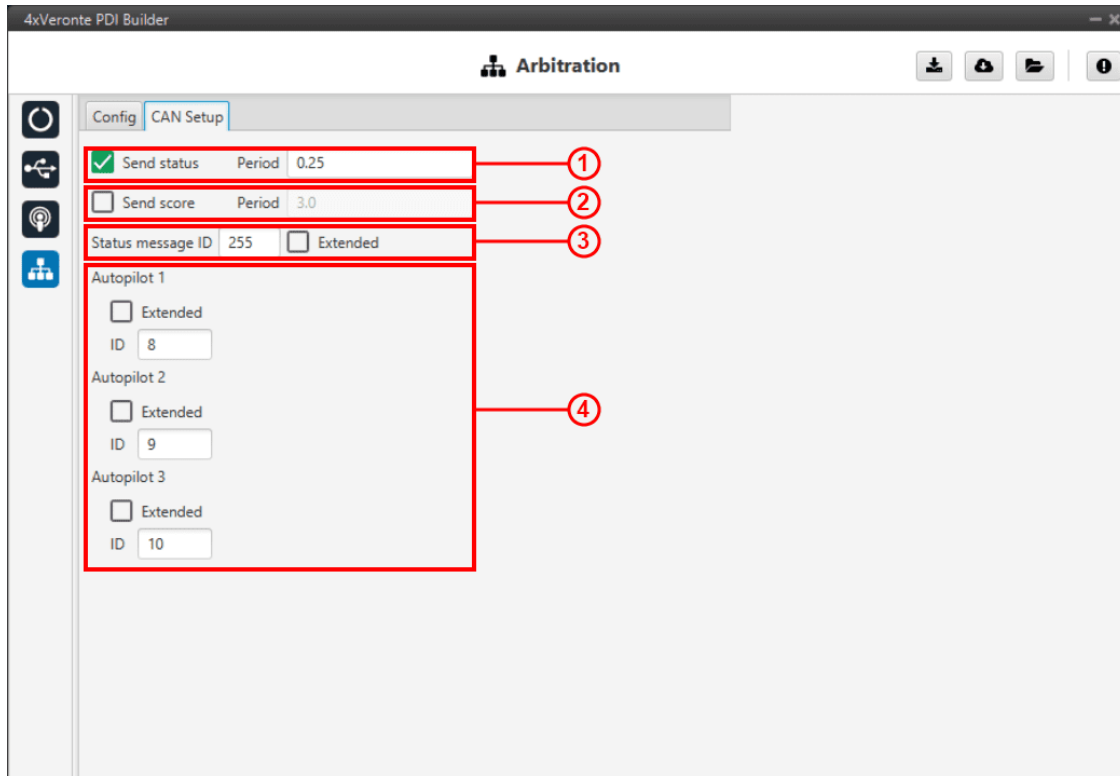 4xVeronte PDI Builder
Arbitration
Config CAN Setup
Send status Period 0.25 1
Send score Period 3.0 2
Status message ID 255 Extended 3
Autopilot 1
Extended
ID 8
Autopilot 2
Extended 4
ID 9
Autopilot 3
Extended
ID 10